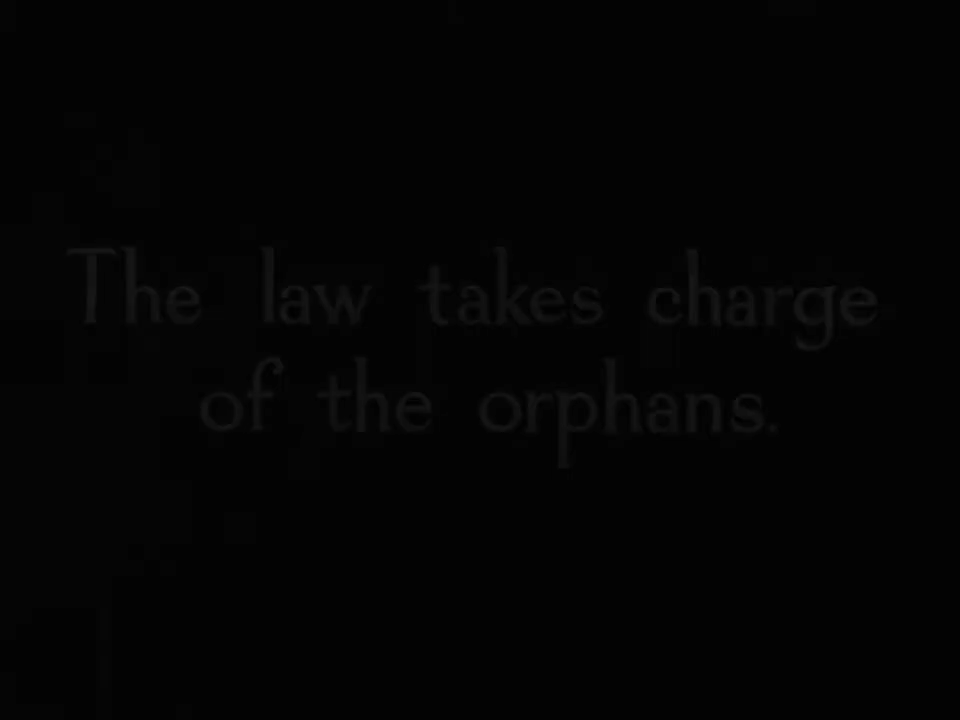 The law takes charge
of the orphans.